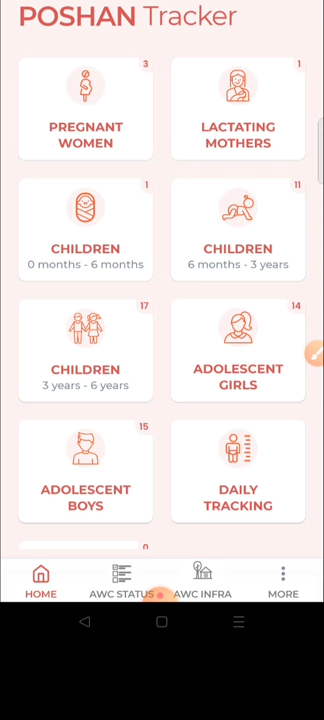 POSHAN Tracker
3
1
PREGNANT
WOMEN
LACTATING
MOTHERS
1
11
CHILDREN
0 months - 6 months
CHILDREN
6 months - 3 years
17
14
CHILDREN
3 years - 6 years
ADOLESCENT
GIRLS
15
ADOLESCENT
BOYS
DAILY
TRACKING
0
HOME
AWC STATUS
AWC INFRA
MORE